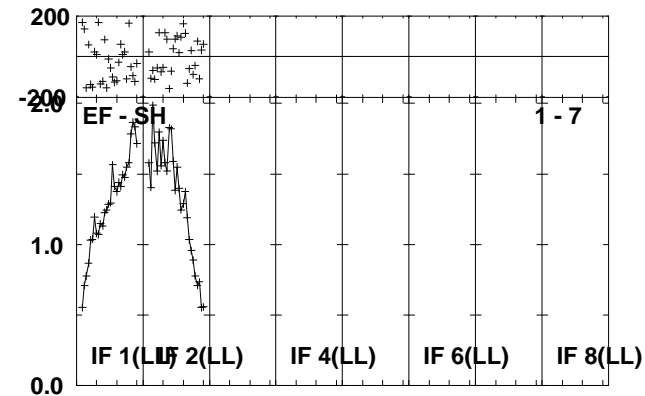 200
-200
2.0
EF - SH
1 - 7
1.0
IF 1(LL)
IF 2(LL)
IF 4(LL)
IF 6(LL)
IF 8(LL)
0.0